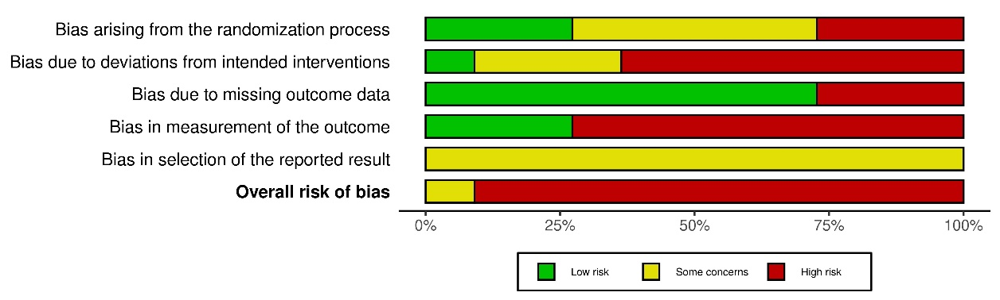 Bias arising from the randomization process
Bias due to deviations from intended interventions
Bias due to missing outcome data
Bias in measurement of the outcome
Bias in selection of the reported result
Overall risk of bias
0% 25% 50% 75% 100%
Low risk Some concerns High risk